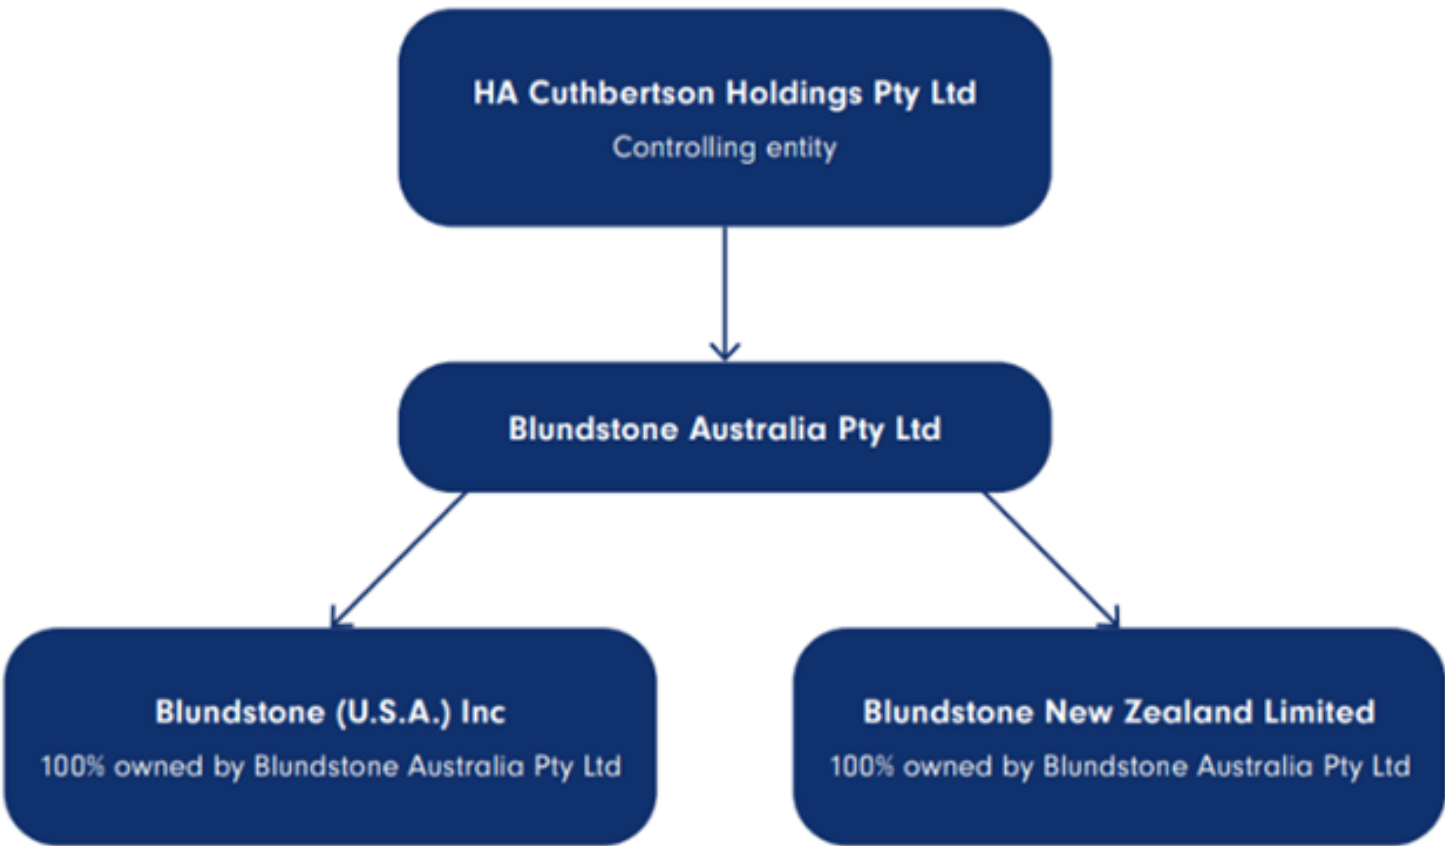 HA Cuthbertson Holdings Pty Ltd
Controlling entity
Blundstone Australia Pty Ltd
Blundstone (U.S.A.) Inc
100% owned by Blundstone Australia Pty Ltd
Blundstone New Zealand Limited
100% owned by Blundstone Australia Pty Ltd